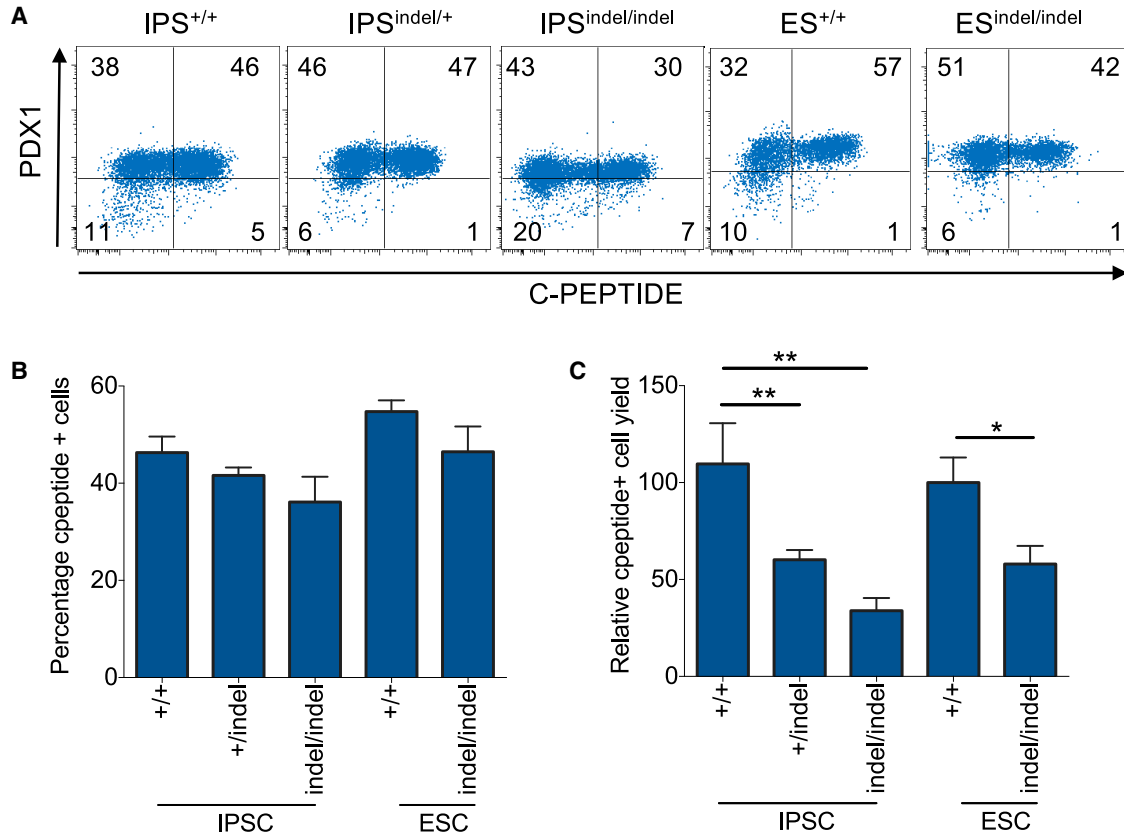 A
IPS+/+ IPSindel/+ IPSindel/indel ES+/+ ESindel/indel
38 46 46 47 43 30 32 57 51 42
PDX1
11 5 6 1 20 7 10 1 6 1
C-PEPTIDE
B
Percentage cpeptide + cells
60
40
20
0
+/+ +/indel indel/indel +/+ indel/indel
IPSC ESC
C
Relative cpeptide+ cell yield
150
100
50
0
**
**
*
+/+ +/indel indel/indel +/+ indel/indel
IPSC ESC